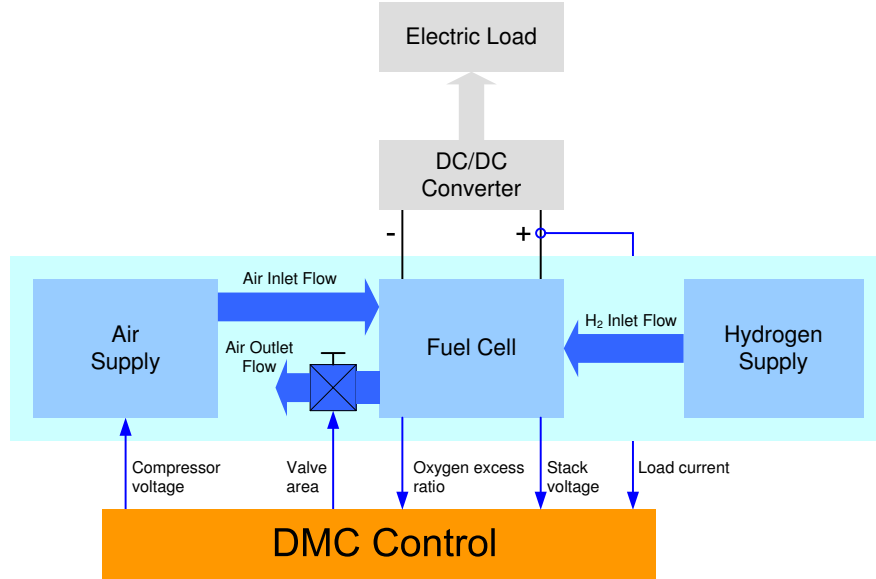 Electric Load
DC/DC
Converter
-
+
Air Inlet Flow
Air
Supply
Air Outlet
Flow
Fuel Cell
H₂ Inlet Flow
Hydrogen
Supply
Compressor
voltage
Valve
area
Oxygen excess
ratio
Stack
voltage
Load current
DMC Control